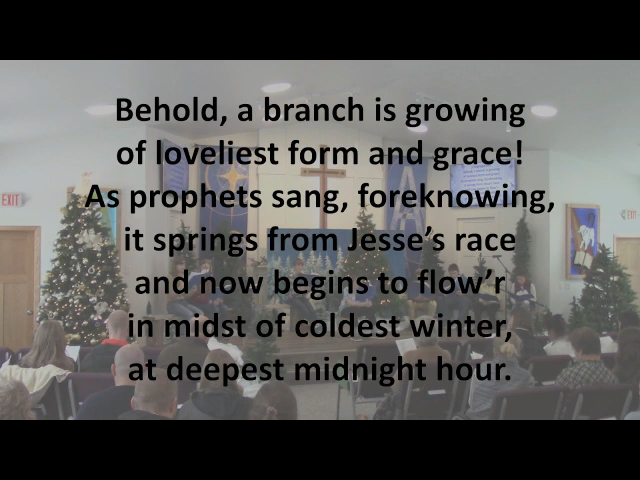 Behold, a branch is growing
of loveliest form and grace!
As prophets sang, foreknowing,
it springs from Jesse’s race
and now begins to flow’r
in midst of coldest winter,
at deepest midnight hour.
EXIT